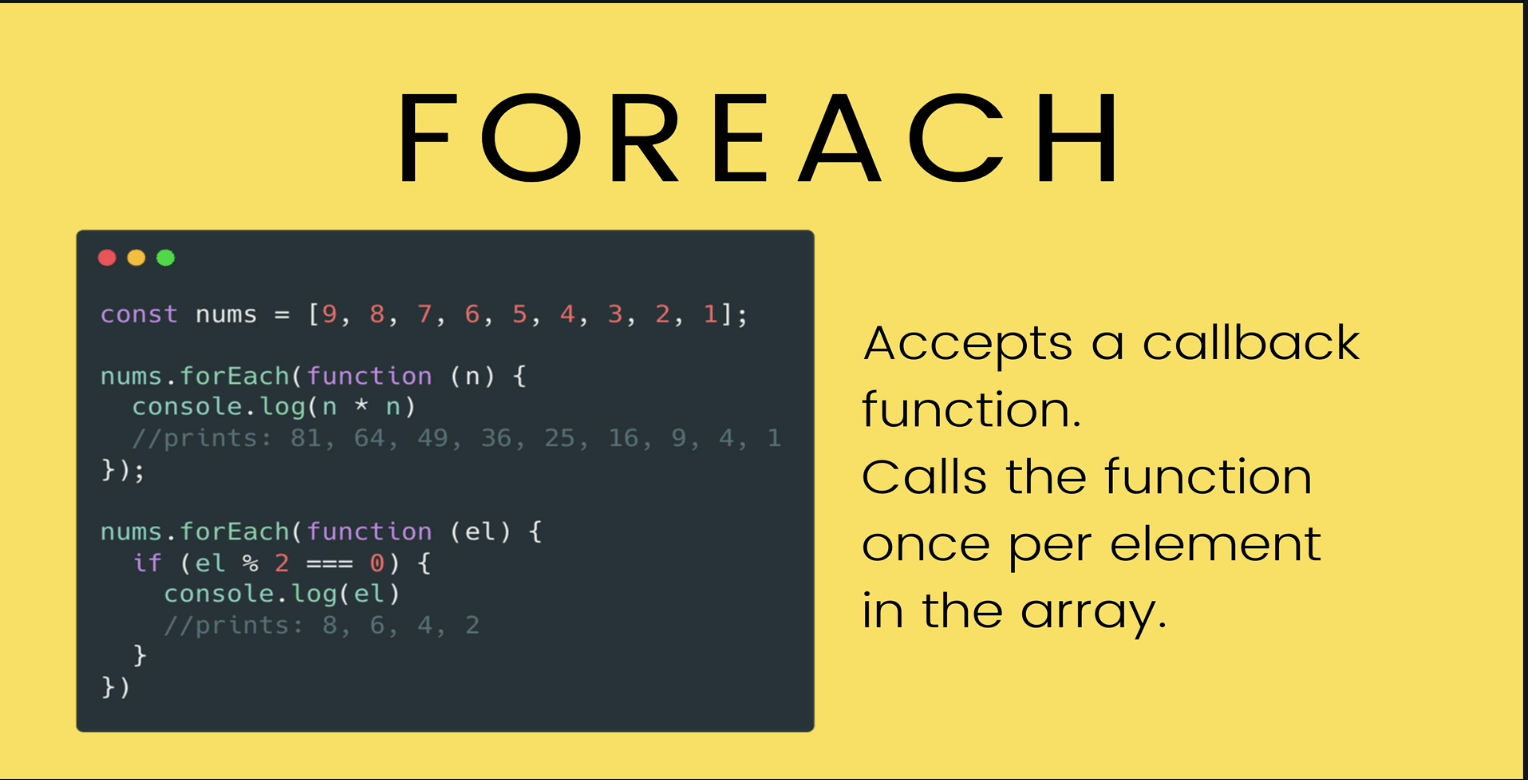 FOREACH
const nums = [9, 8, 7, 6, 5, 4, 3, 2, 1];
nums.forEach(function (n) {
  console.log(n * n)
  //prints: 81, 64, 49, 36, 25, 16, 9, 4, 1
});
nums.forEach(function (el) {
  if (el % 2 === 0) {
    console.log(el)
    //prints: 8, 6, 4, 2
  }
})
Accepts a callback
function.
Calls the function
once per element
in the array.